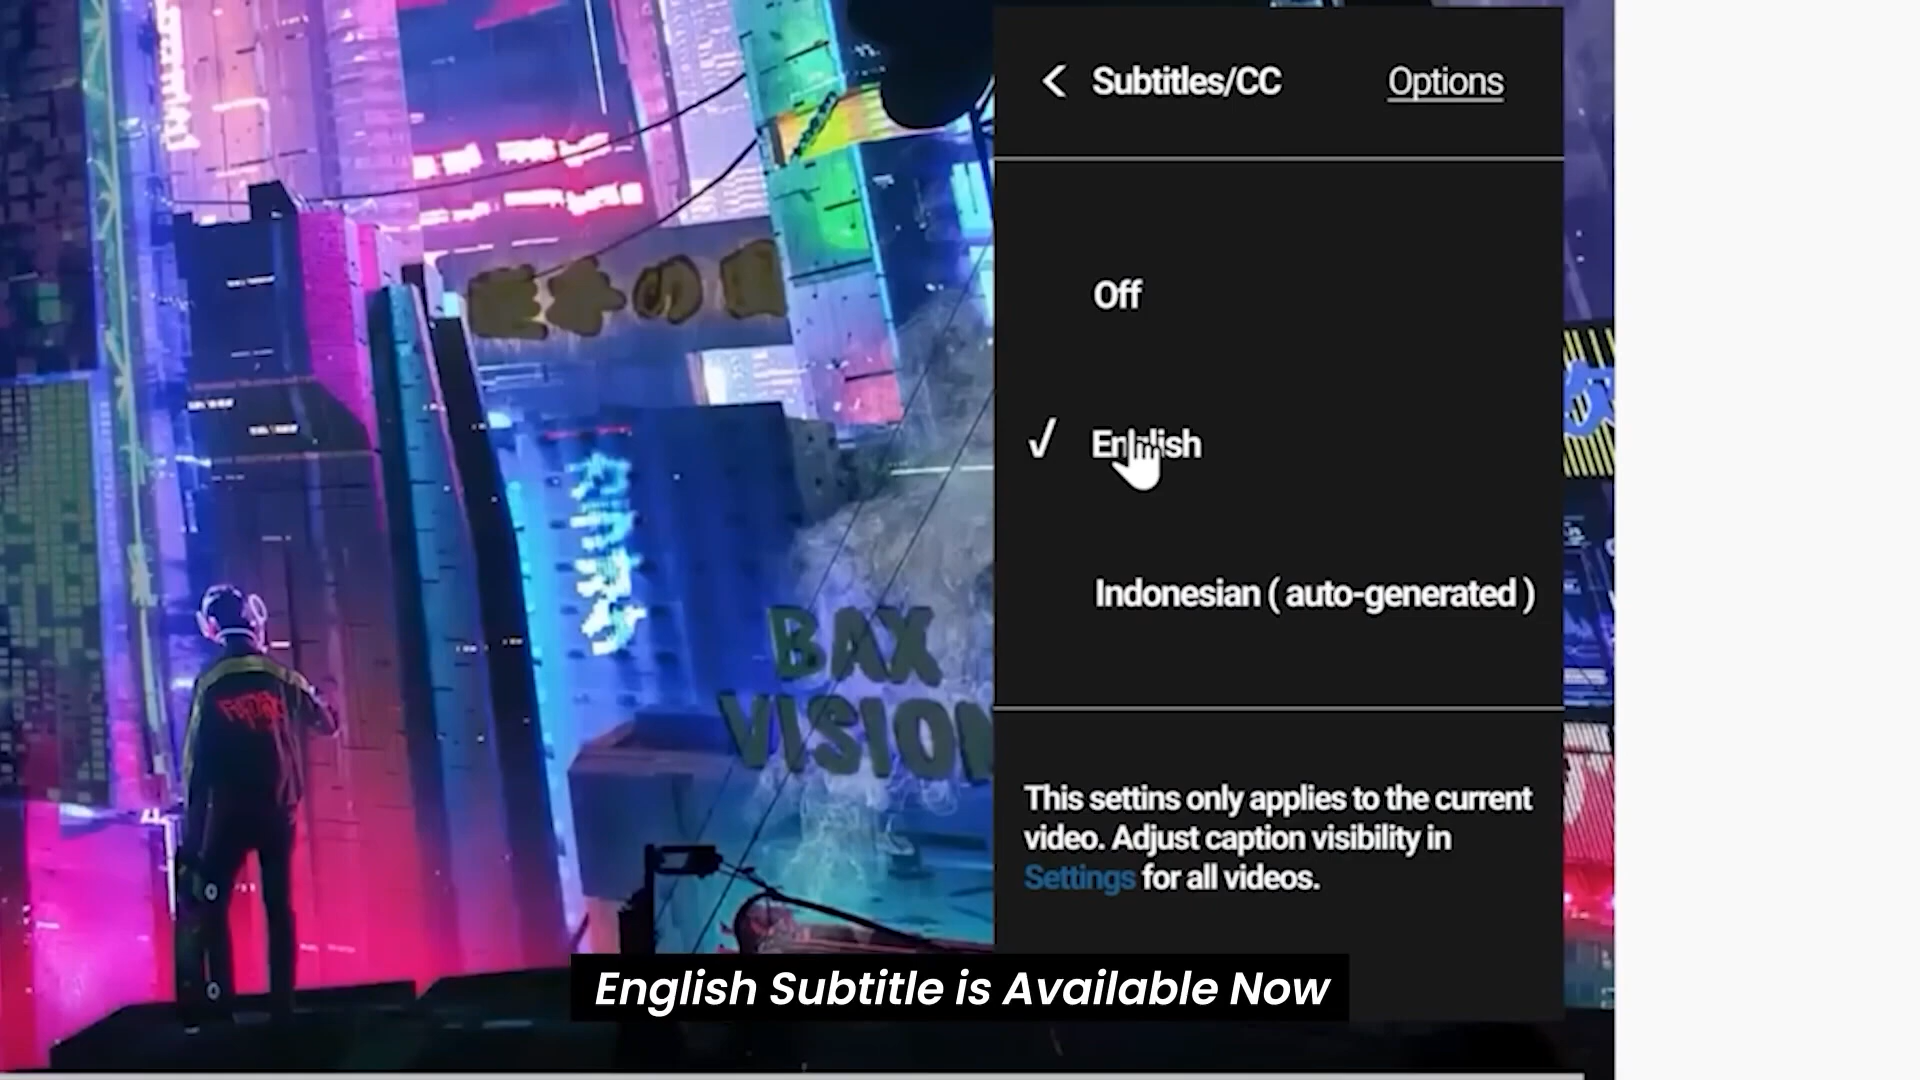 Subtitles/CC
Options
Off
√ English
Indonesian ( auto-generated )
This settins only applies to the current
video. Adjust caption visibility in
Settings for all videos.
BAX
VISION
English Subtitle is Available Now